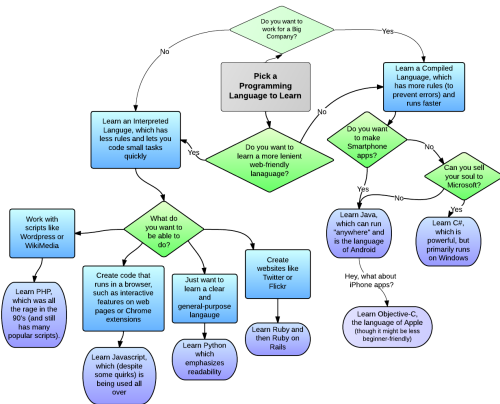 Do you want to
work for a Big
Company?
No
Yes
Pick a
Programming
Language to Learn
Learn a Compiled
Language, which
has more rules (to
prevent errors) and
runs faster
No
Learn an Interpreted
Languge, which has
less rules and lets you
code small tasks
quickly
Yes
Do you want to
learn a more lenient
web-friendly
lanaguage?
Do you want
to make
Smartphone
apps?
No
Can you sell
your soul to
Microsoft?
Yes
No
Yes
Work with
scripts like
Wordpress or
WikiMedia
What do
you want to
be able to
do?
Learn Java,
which can run
"anywhere" and
is the language
of Android
Learn C#,
which is
powerful, but
primarily runs
on Windows
Create code that
runs in a browser,
such as interactive
features on web
pages or Chrome
extensions
Just want to
learn a clear
and
general-purpose
langauge
Create
websites like
Twitter or
Flickr
Hey, what about
iPhone apps?
Learn PHP,
which was all
the rage in the
90's (and still
has many
popular scripts).
Learn Objective-C,
the language of Apple
(though it might be less
beginner-friendly)
Learn Javascript,
which (despite
some quirks) is
being used all
over
Learn Python
which
emphasizes
readability
Learn Ruby and
then Ruby on
Rails